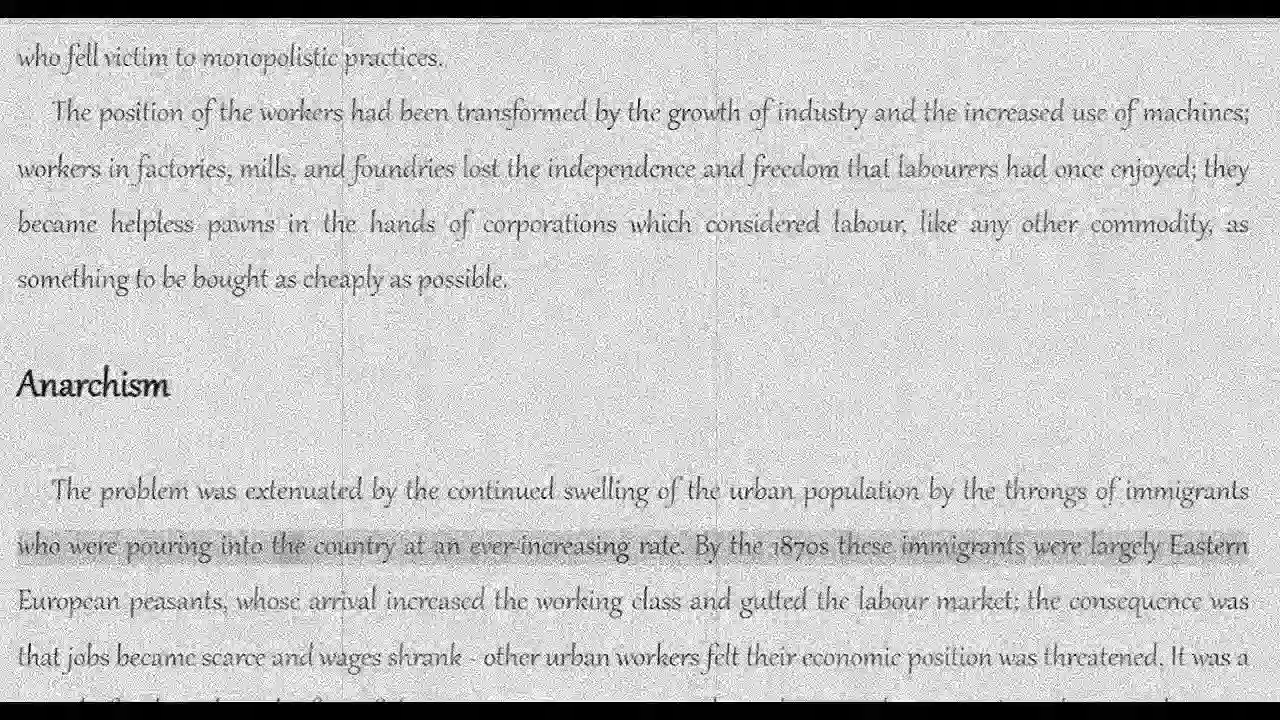 who fell victim to monopolistic practices.
The position of the workers had been transformed by the growth of industry and the increased use of machines;
workers in factories, mills, and foundries lost the independence and freedom that labourers had once enjoyed; they
became helpless pawns in the hands of corporations which considered labour, like any other commodity, as
something to be bought as cheaply as possible.
Anarchism
The problem was extenuated by the continued swelling of the urban population by the throngs of immigrants
who were pouring into the country at an ever-increasing rate. By the 1870s these immigrants were largely Eastern
European peasants, whose arrival increased the working class and gutted the labour market; the consequence was
that jobs became scarce and wages shrank - other urban workers felt their economic position was threatened. It was a